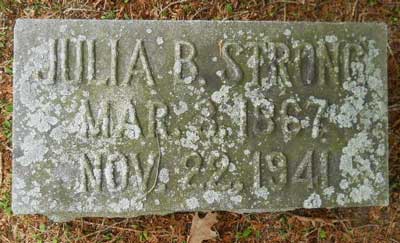 JULIA B. STRONG
MAR. 3, 1867
NOV. 22, 1941